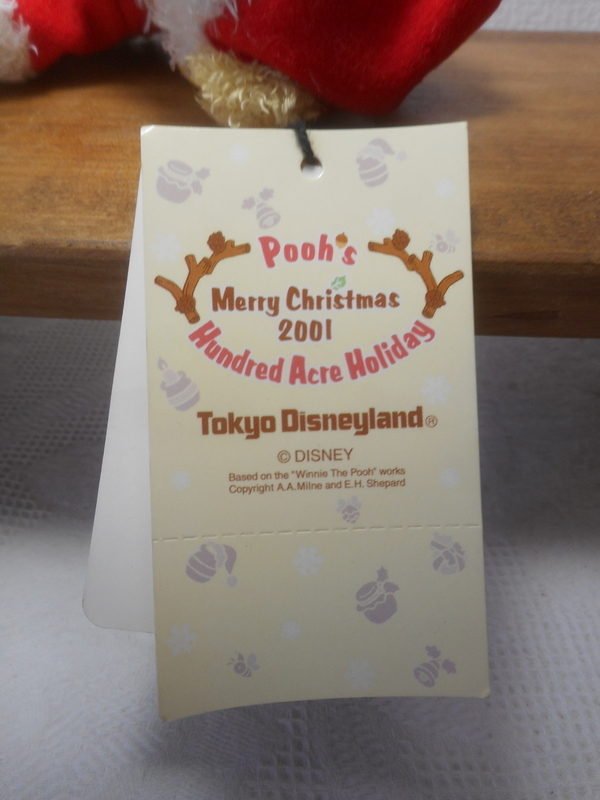 Pooh's
Merry Christmas
2001
Hundred Acre Holiday
Tokyo Disneyland®
© DISNEY
Based on the "Winnie The Pooh" works
Copyright A.A.Milne and E.H. Shepard